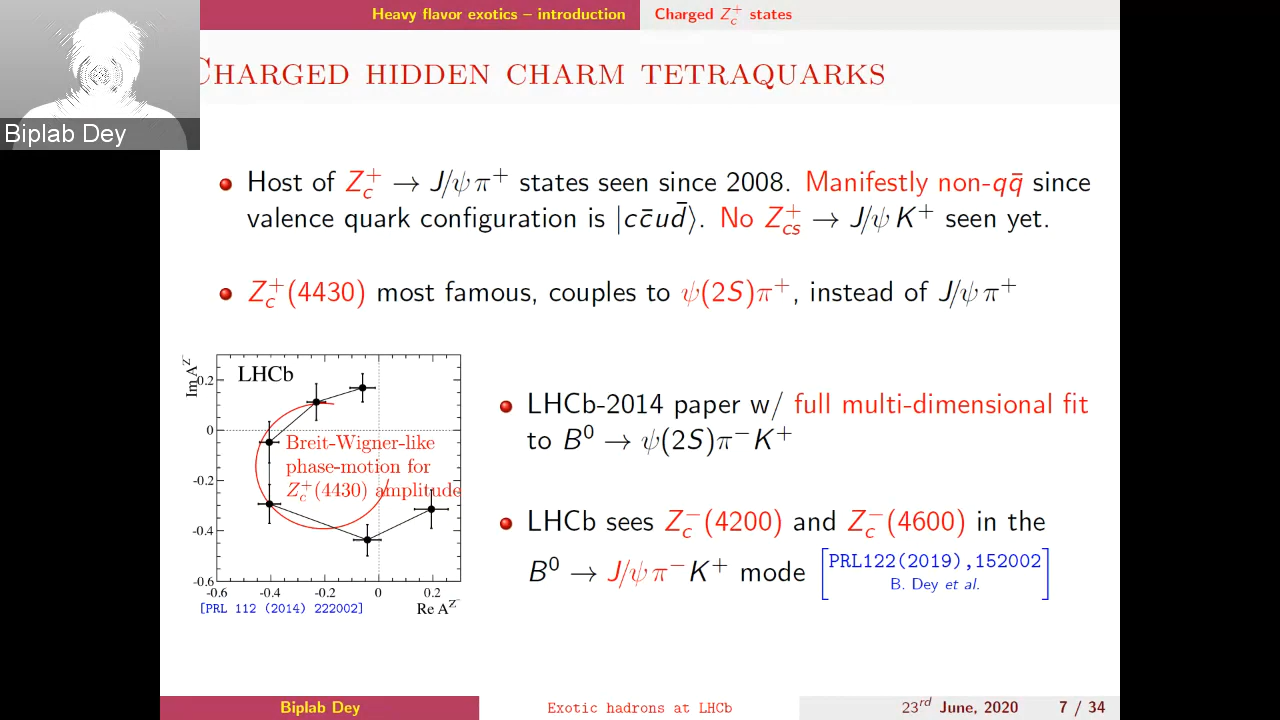 Heavy flavor exotics – introduction Charged Z_c^+ states
CHARGED HIDDEN CHARM TETRAQUARKS
Biplab Dey
Host of Z_c^+ → J/ψ π^+ states seen since 2008. Manifestly non-qq̄ since
valence quark configuration is |cc̄ud̄⟩. No Z_cs^+ → J/ψ K^+ seen yet.
Z_c^+(4430) most famous, couples to ψ(2S)π^+, instead of J/ψ π^+
LHCb
Im A^Z^-
0.2
0
-0.2
-0.4
-0.6
Breit-Wigner-like
phase-motion for
Z_c^+(4430) amplitude
-0.6 -0.4 -0.2 0 0.2
Re A^Z^-
[PRL 112 (2014) 222002]
LHCb-2014 paper w/ full multi-dimensional fit
to B^0 → ψ(2S)π^-K^+
LHCb sees Z_c^-(4200) and Z_c^-(4600) in the
B^0 → J/ψ π^-K^+ mode [PRL122(2019),152002
B. Dey et al.]
Biplab Dey Exotic hadrons at LHCb 23^rd June, 2020 7 / 34